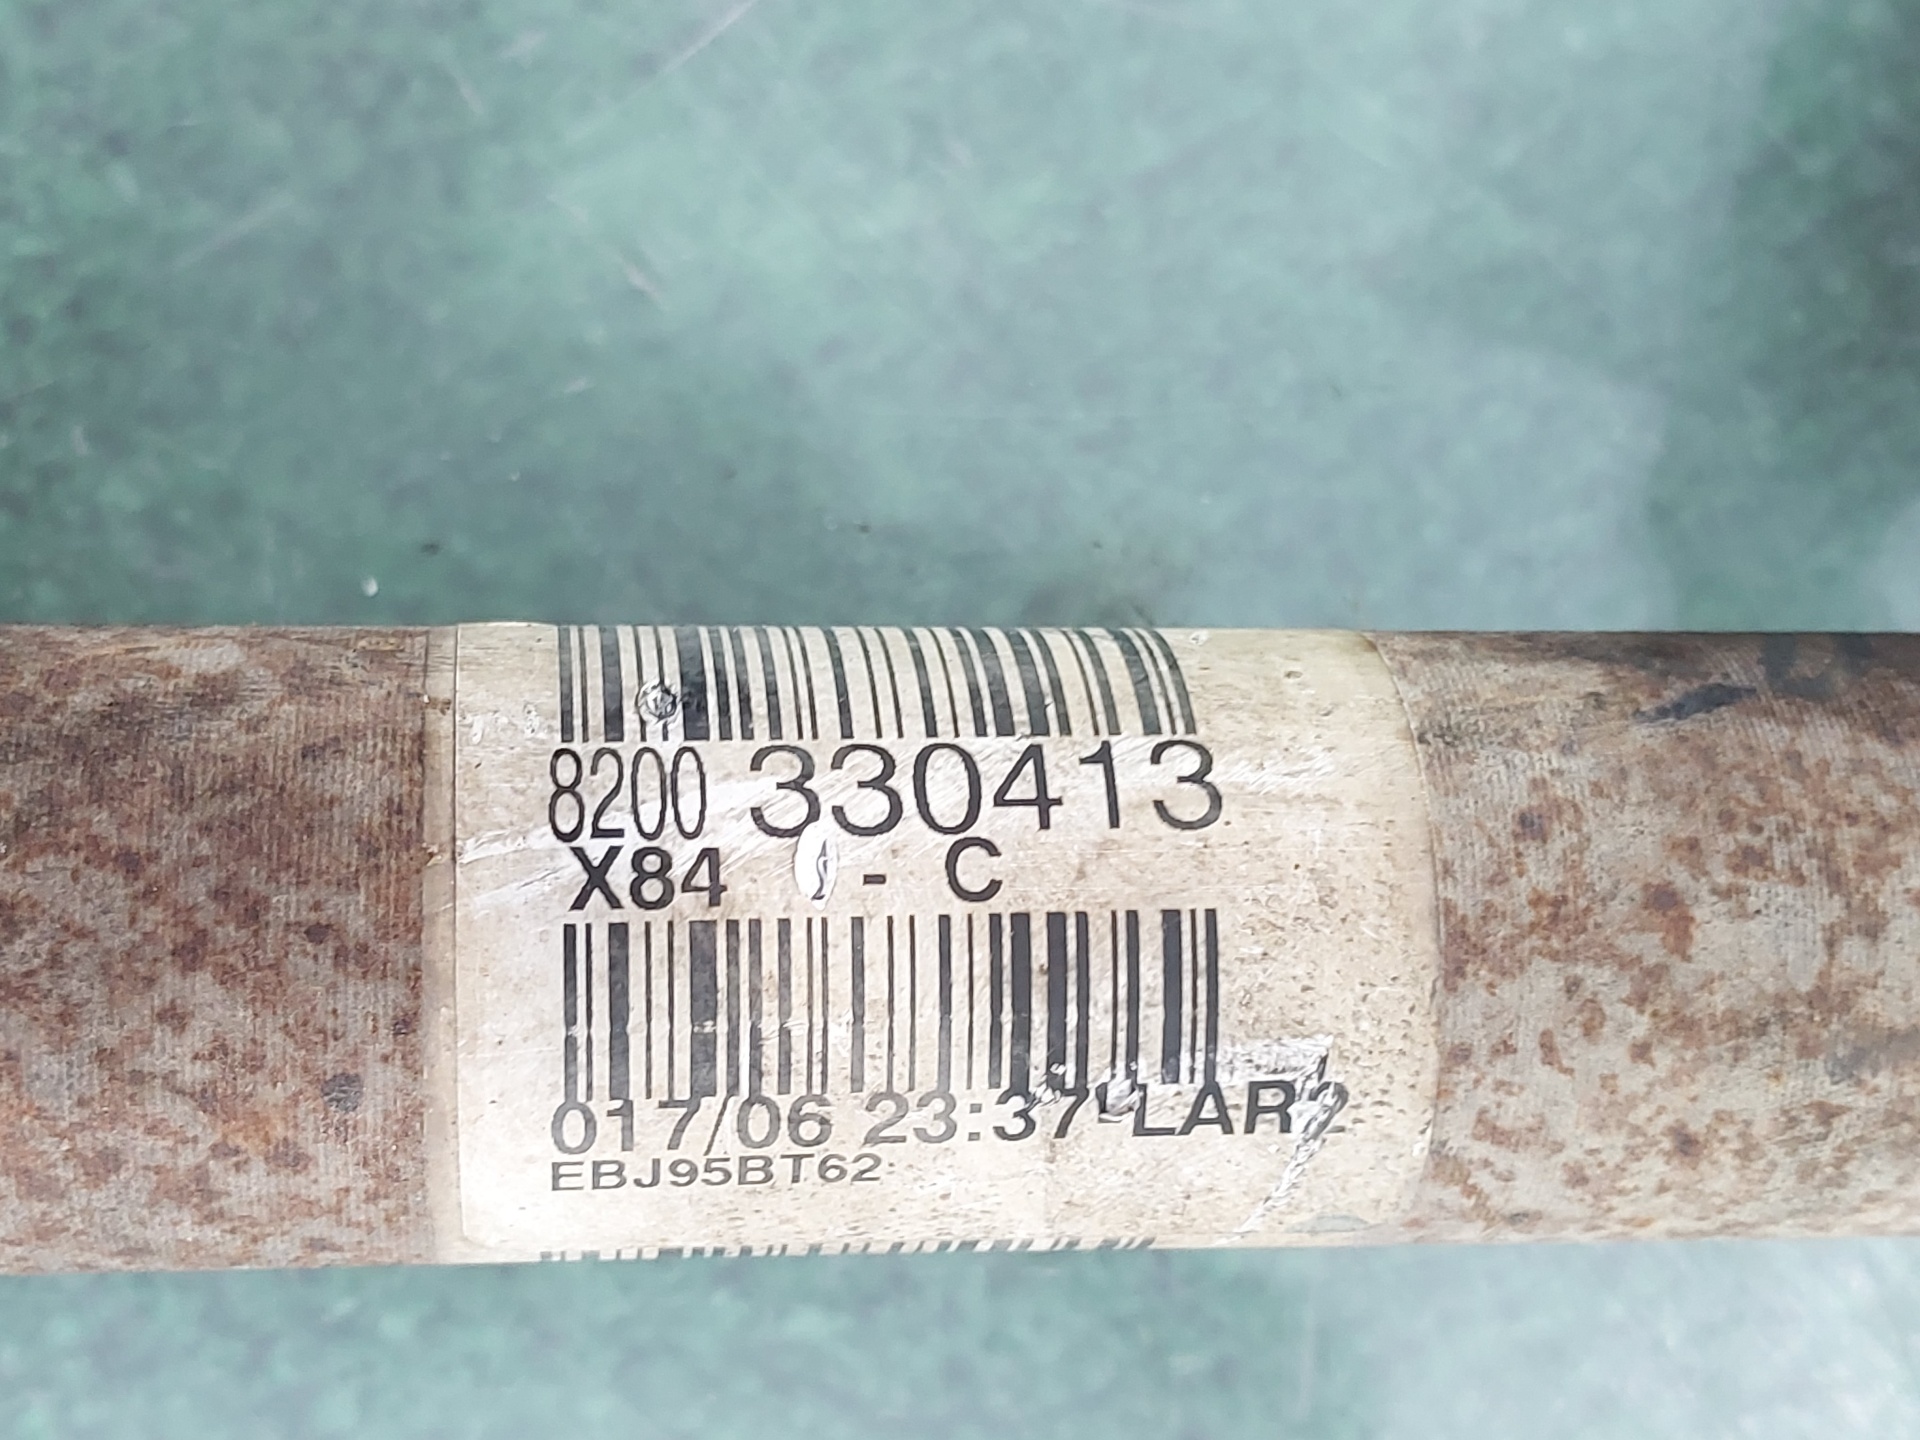 8200 330413
X84 - C
017/06 23:37 LAR2
EBJ95BT62